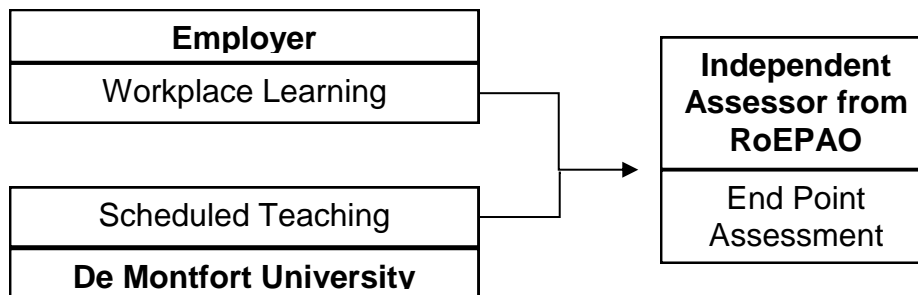 Employer
Workplace Learning
Scheduled Teaching
De Montfort University
Independent
Assessor from
RoEPAO
End Point
Assessment